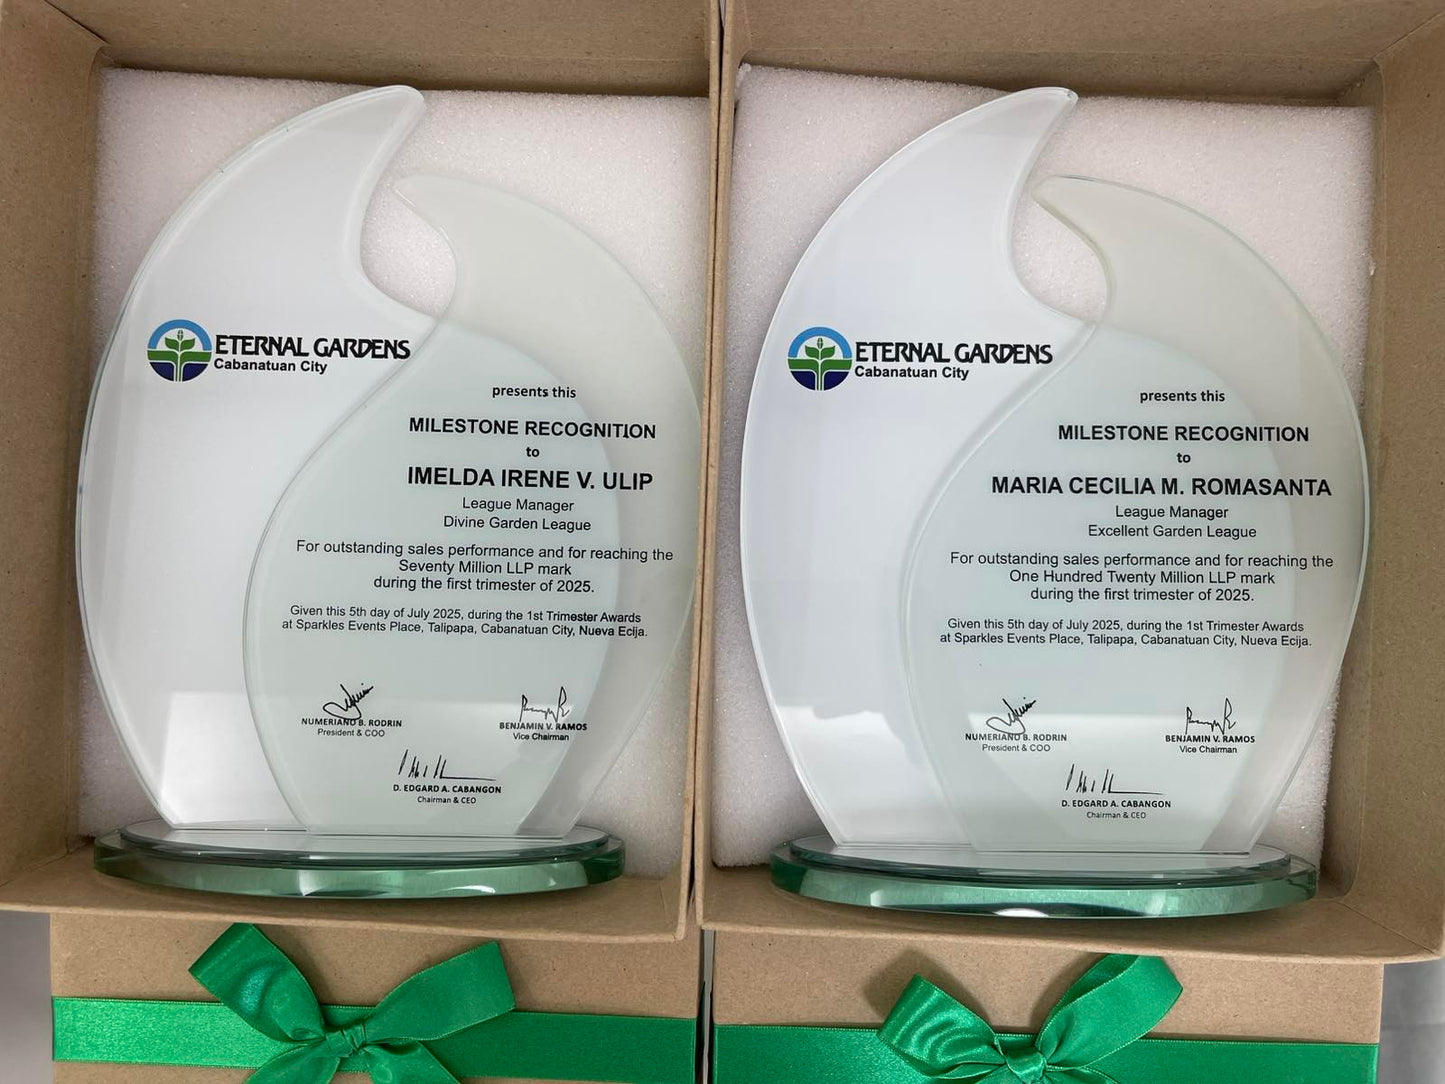 ETERNAL GARDENS
Cabanatuan City
presents this
MILESTONE RECOGNITION
to
IMELDA IRENE V. ULIP
League Manager
Divine Garden League
For outstanding sales performance and for reaching the
Seventy Million LLP mark
during the first trimester of 2025.
Given this 5th day of July 2025, during the 1st Trimester Awards
at Sparkles Events Place, Talipapa, Cabanatuan City, Nueva Ecija.
NUMERIANO B. RODRIN
President & COO
BENJAMIN V. RAMOS
Vice Chairman
D. EDGARD A. CABANGON
Chairman & CEO
ETERNAL GARDENS
Cabanatuan City
presents this
MILESTONE RECOGNITION
to
MARIA CECILIA M. ROMASANTA
League Manager
Excellent Garden League
For outstanding sales performance and for reaching the
One Hundred Twenty Million LLP mark
during the first trimester of 2025.
Given this 5th day of July 2025, during the 1st Trimester Awards
at Sparkles Events Place, Talipapa, Cabanatuan City, Nueva Ecija.
NUMERIANO B. RODRIN
President & COO
BENJAMIN V. RAMOS
Vice Chairman
D. EDGARD A. CABANGON
Chairman & CEO